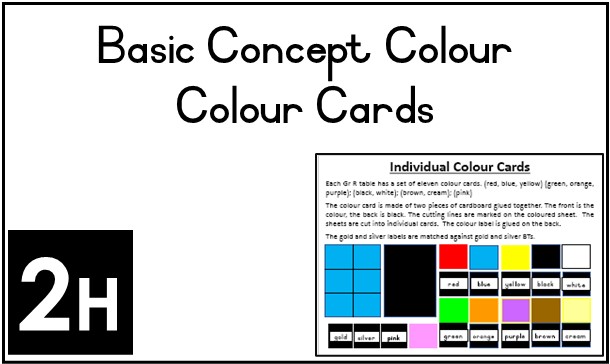 Basic Concept Colour
Colour Cards
2H
Individual Colour Cards
Each Gr R table has a set of eleven colour cards. (red, blue, yellow) (green, orange,
purple); (black, white); (brown, cream); (pink)
The colour card is made of two pieces of cardboard glued together. The front is the
colour, the back is black. The cutting lines are marked on the coloured sheet. The
sheets are cut into individual cards. The colour label is glued on the back.
The gold and silver labels are matched against gold and silver BTs.
red blue yellow black white
gold silver pink green orange purple brown cream